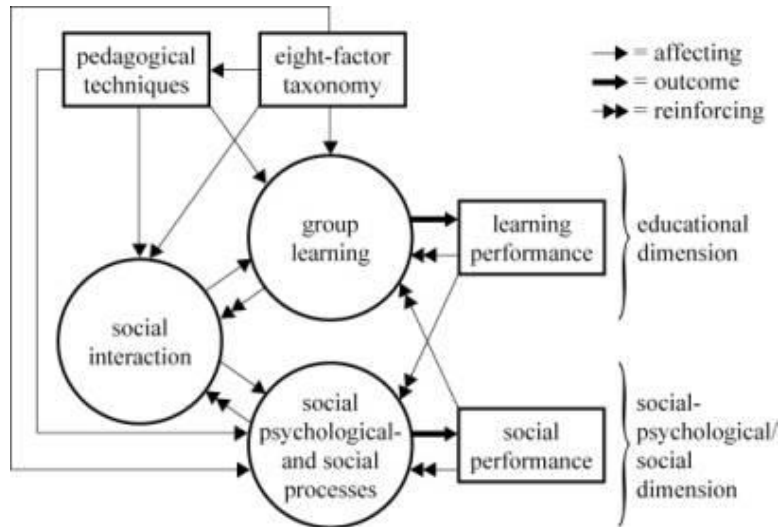 pedagogical
techniques
eight-factor
taxonomy
= affecting
= outcome
= reinforcing
group
learning
learning
performance
educational
dimension
social
interaction
social
psychological-
and social
processes
social
performance
social-
psychological/
social
dimension